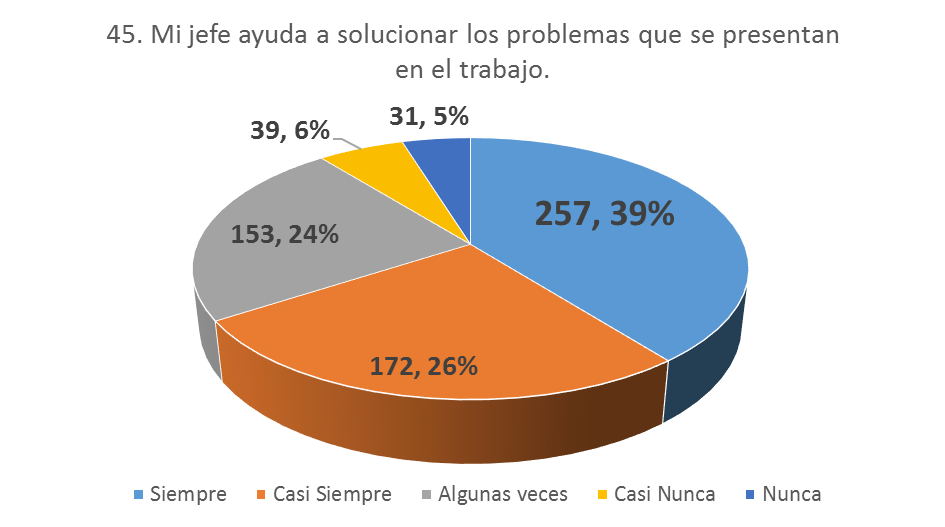 45. Mi jefe ayuda a solucionar los problemas que se presentan
en el trabajo.
31, 5%
39, 6%
257, 39%
153, 24%
172, 26%
Siempre
Casi Siempre
Algunas veces
Casi Nunca
Nunca